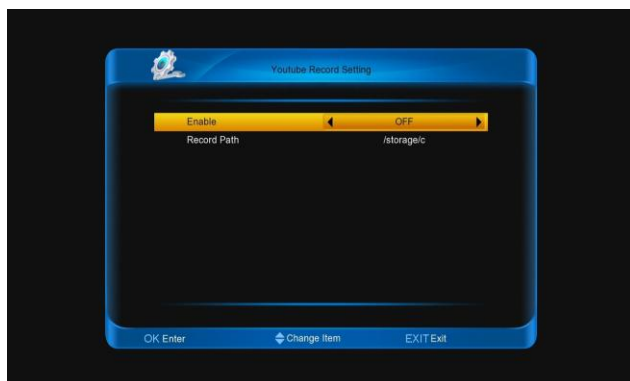 Youtube Record Setting
Enable OFF
Record Path /storage/c
OK Enter Change Item EXIT Exit